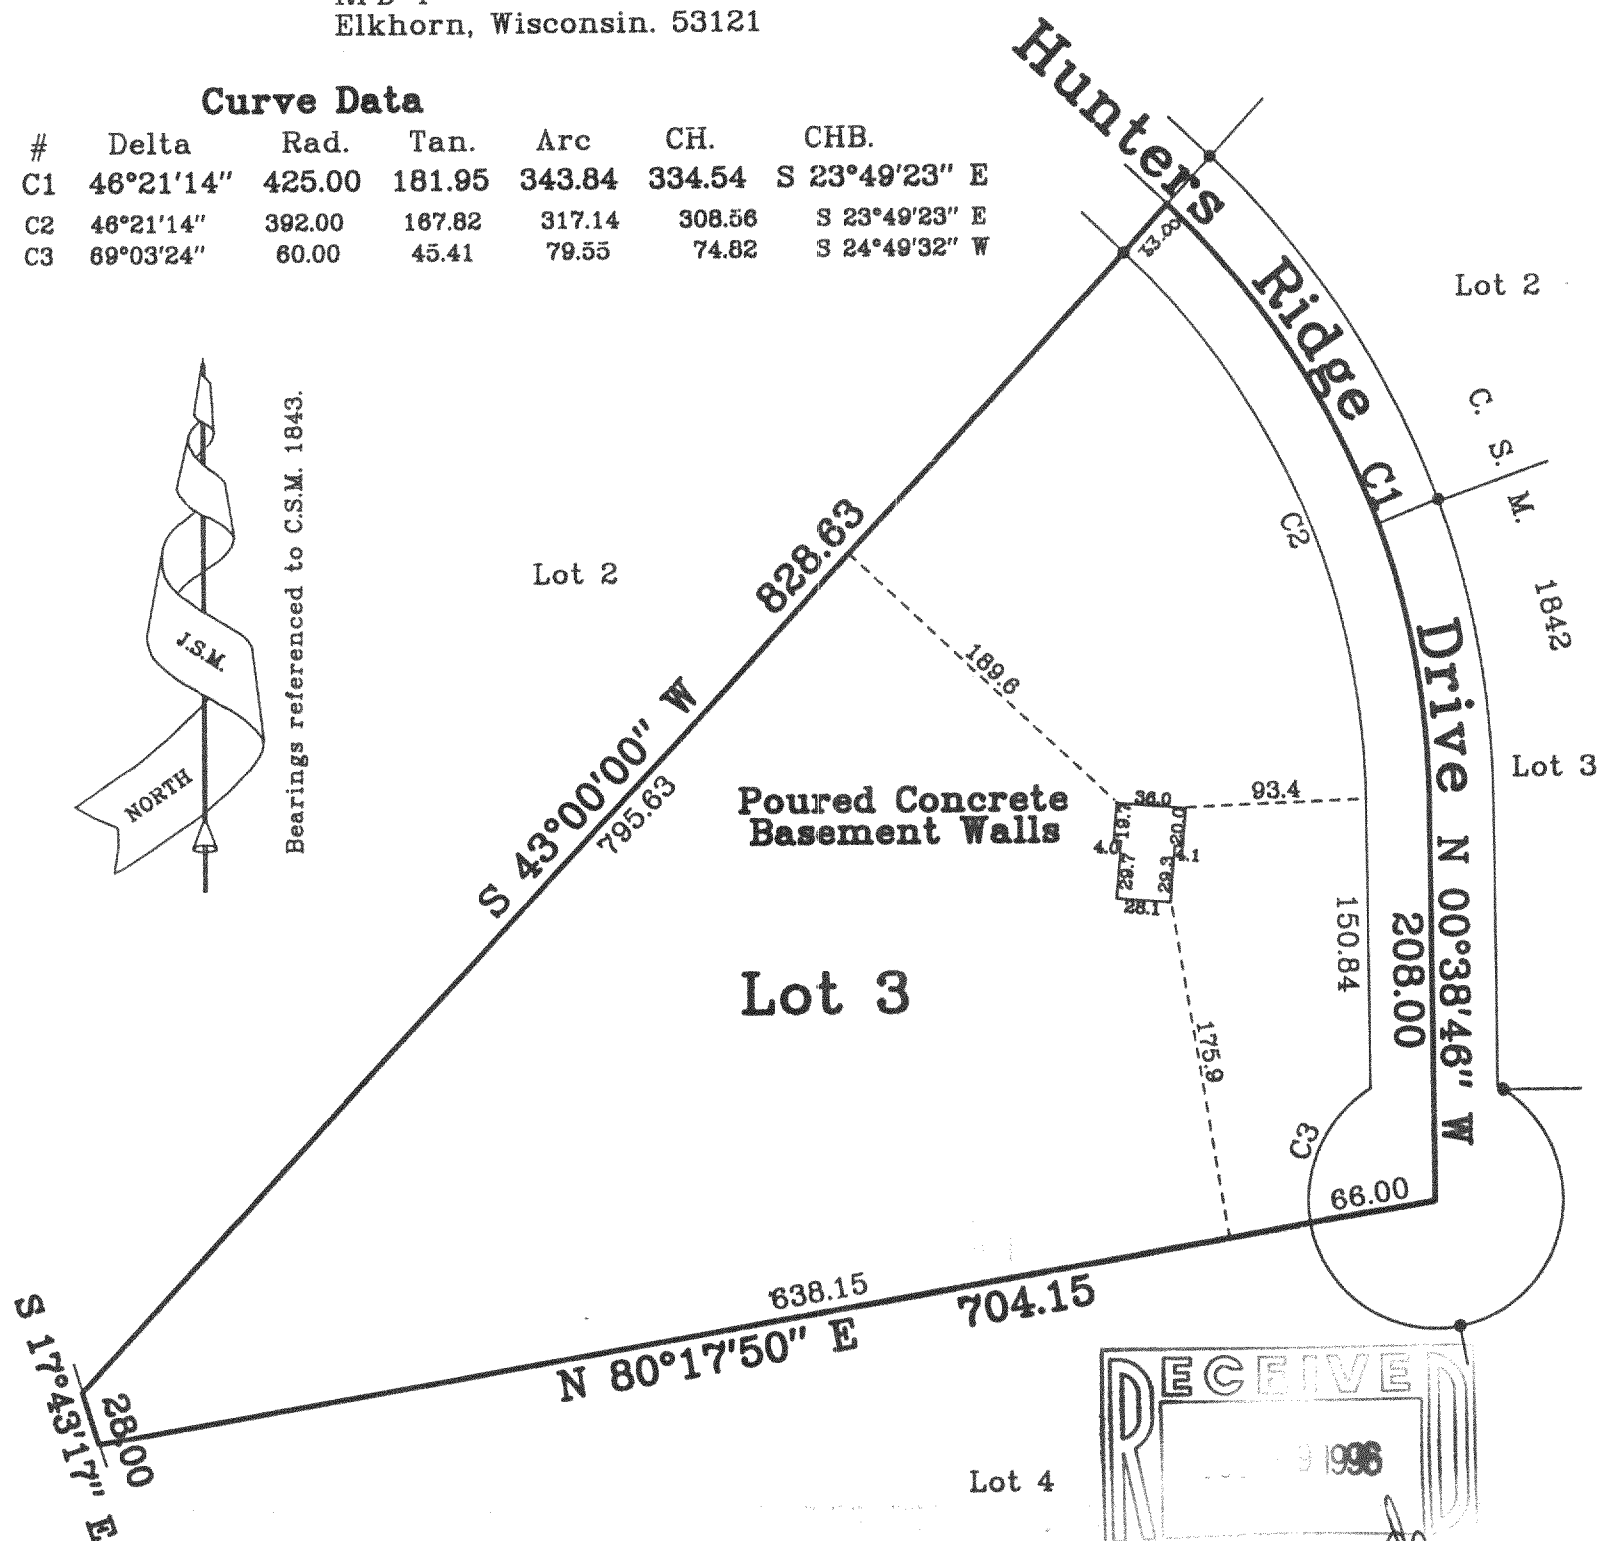 Elkhorn, Wisconsin. 53121
Curve Data
# Delta Rad. Tan. Arc CH. CHB.
C1 46°21'14" 425.00 181.95 343.84 334.54 S 23°49'23" E
C2 46°21'14" 392.00 167.82 317.14 308.56 S 23°49'23" E
C3 69°03'24" 60.00 45.41 79.55 74.82 S 24°49'32" W
Hunters Ridge Drive
33.00
C1
Lot 2
C. S. M. 1842
Lot 3
C2
Bearings referenced to C.S.M. 1843.
J.S.M.
NORTH
Lot 2
828.63
S 43°00'00" W
795.63
189.6
Poured Concrete
Basement Walls
36.0
19.7
20.0
4.0
4.1
29.7
29.3
28.1
93.4
150.84
208.00
N 00°38'46" W
Lot 3
175.9
C3
66.00
638.15
704.15
N 80°17'50" E
28.00
S 17°43'17" E
Lot 4
RECEIVED
1996